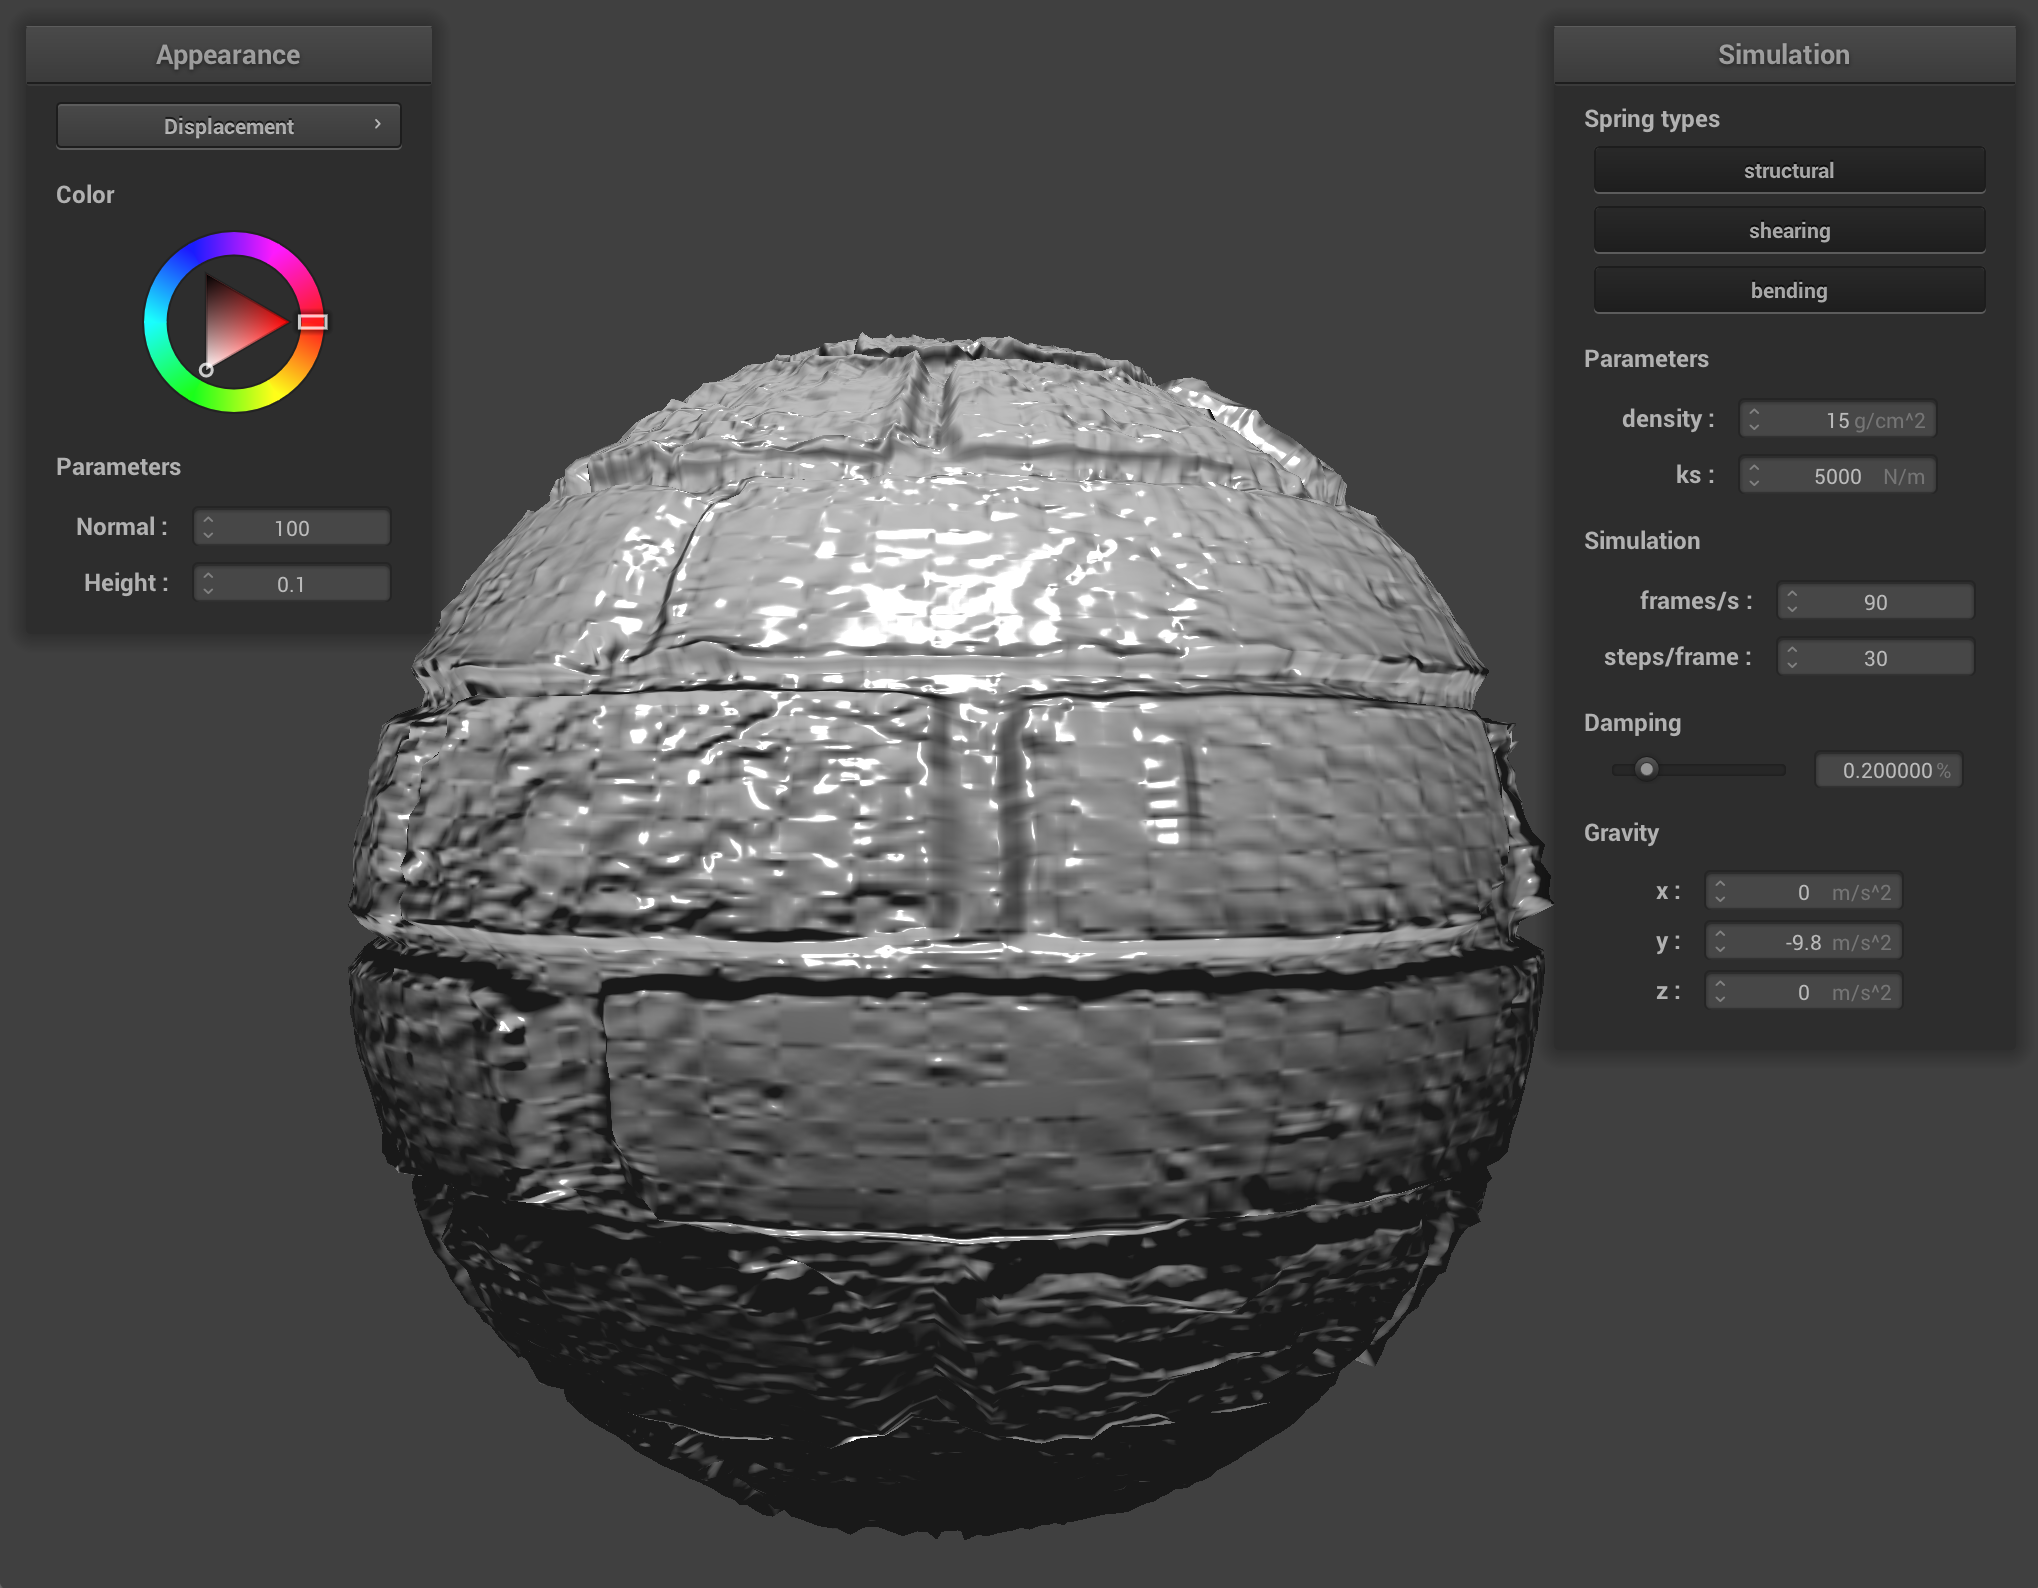 Appearance
Displacement
Color
Parameters
Normal : 100
Height : 0.1
Simulation
Spring types
structural
shearing
bending
Parameters
density : 15 g/cm^2
ks : 5000 N/m
Simulation
frames/s : 90
steps/frame : 30
Damping
0.200000 %
Gravity
x : 0 m/s^2
y : -9.8 m/s^2
z : 0 m/s^2